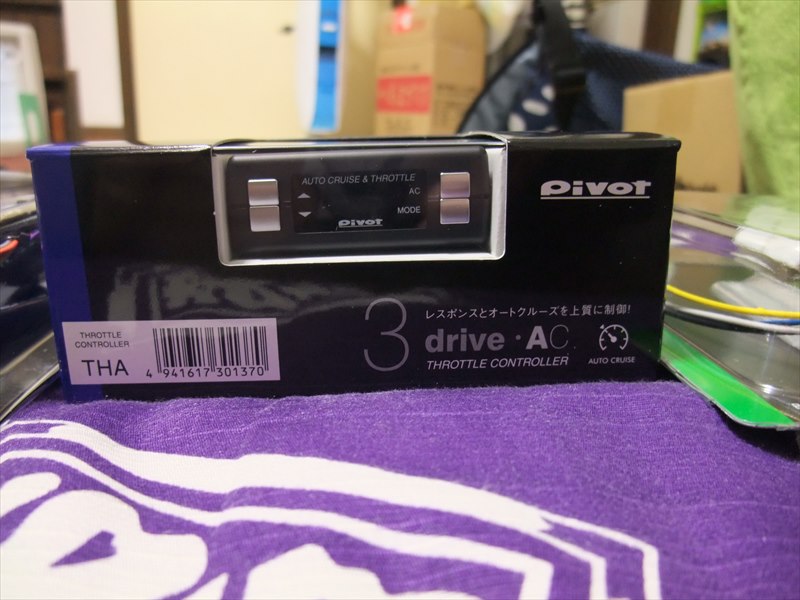 AUTO CRUISE & THROTTLE
AC
MODE
PIVOT
PIVOT
レスポンスとオートクルーズを上質に制御!
3 drive・AC
THROTTLE CONTROLLER
AUTO CRUISE
THROTTLE
CONTROLLER
THA
4 941617 301370